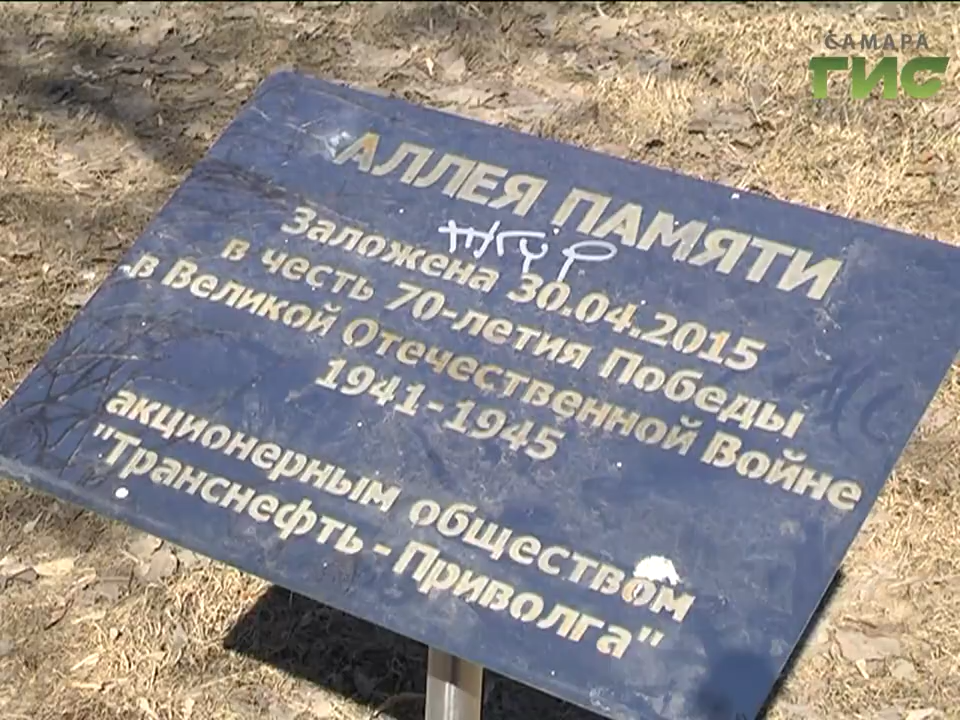 САМАРА
ГИС
АЛЛЕЯ ПАМЯТИ
Заложена 30.04.2015
в честь 70-летия Победы
в Великой Отечественной Войне
1941-1945
акционерным обществом
"Транснефть - Приволга"